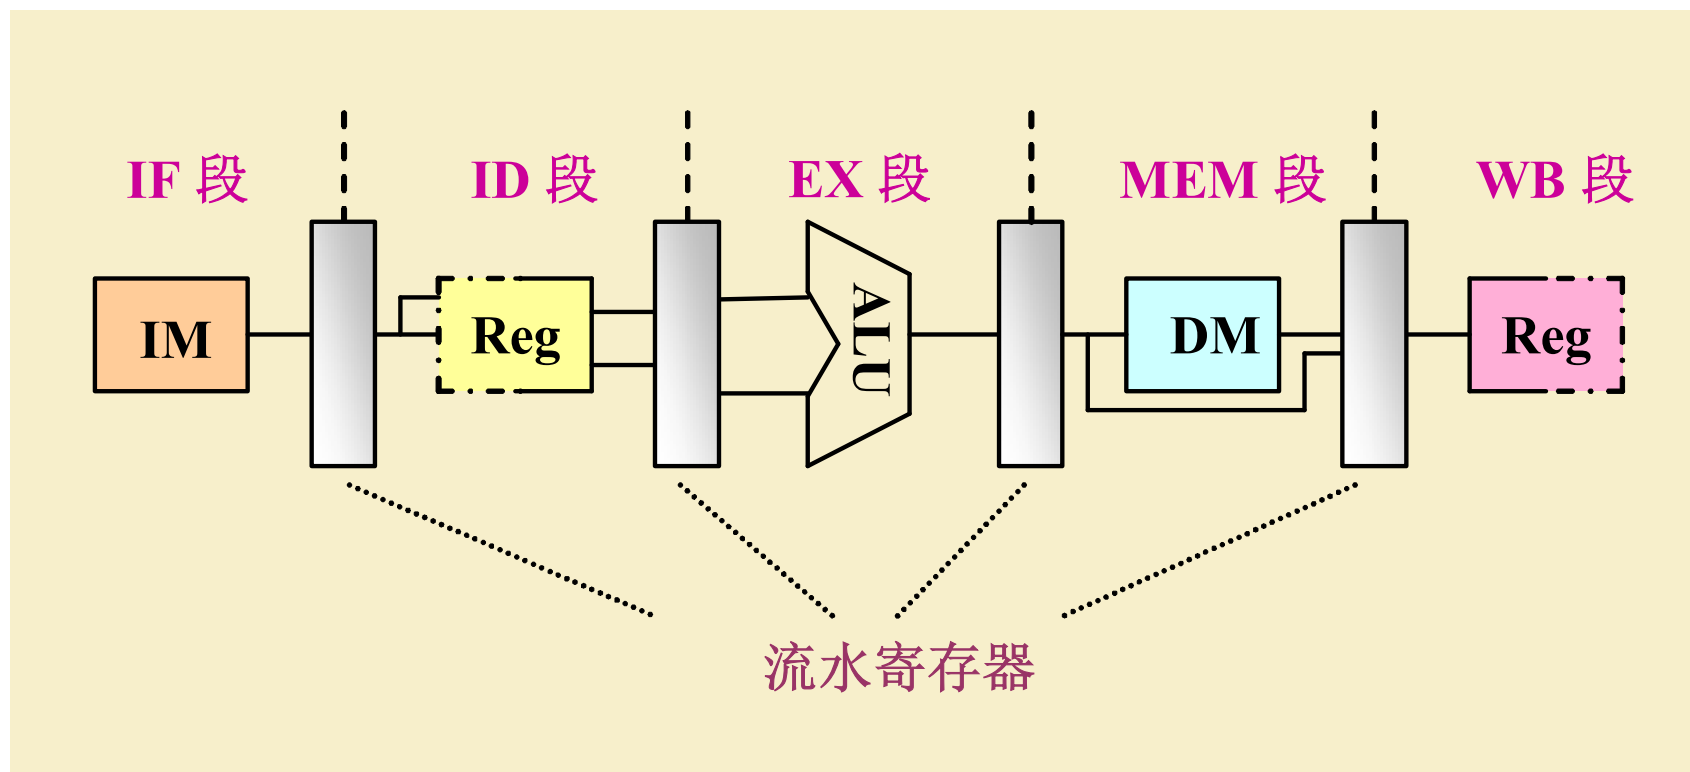 IF 段
ID 段
EX 段
MEM 段
WB 段
IM
Reg
ALU
DM
Reg
流水寄存器